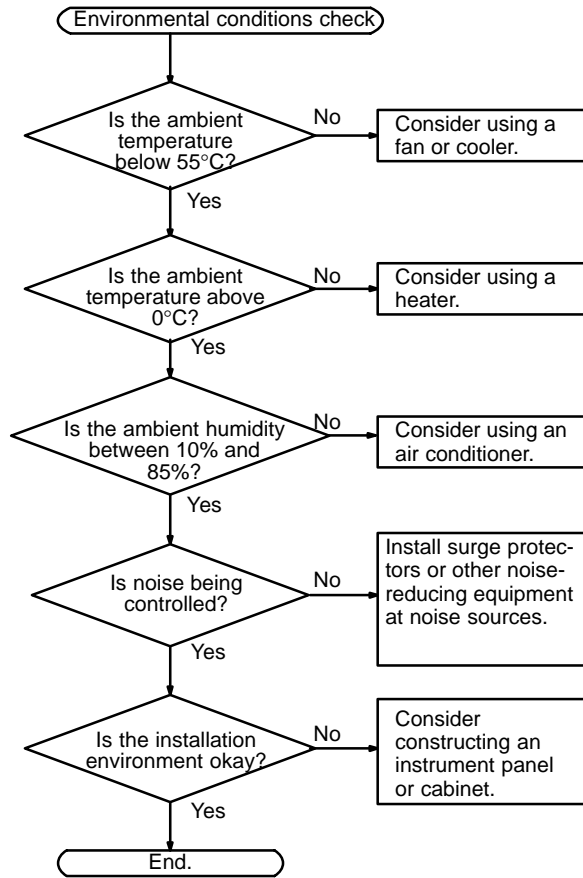 Environmental conditions check
Is the ambient
temperature
below 55°C?
No
Consider using a
fan or cooler.
Yes
Is the ambient
temperature above
0°C?
No
Consider using a
heater.
Yes
Is the ambient humidity
between 10% and
85%?
No
Consider using an
air conditioner.
Yes
Is noise being
controlled?
No
Install surge protec-
tors or other noise-
reducing equipment
at noise sources.
Yes
Is the installation
environment okay?
No
Consider
constructing an
instrument panel
or cabinet.
Yes
End.